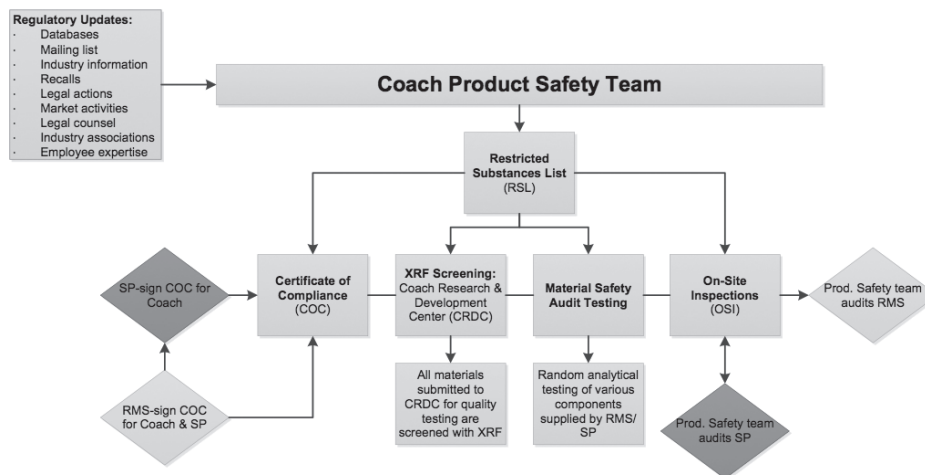 Regulatory Updates:
· Databases
· Mailing list
· Industry information
· Recalls
· Legal actions
· Market activities
· Legal counsel
· Industry associations
· Employee expertise
Coach Product Safety Team
Restricted
Substances List
(RSL)
SP-sign COC for
Coach
Certificate of
Compliance
(COC)
XRF Screening:
Coach Research &
Development
Center (CRDC)
Material Safety
Audit Testing
On-Site
Inspections
(OSI)
Prod. Safety team
audits RMS
RMS-sign COC
for Coach & SP
All materials
submitted to
CRDC for quality
testing are
screened with XRF
Random analytical
testing of various
components
supplied by RMS/
SP
Prod. Safety team
audits SP